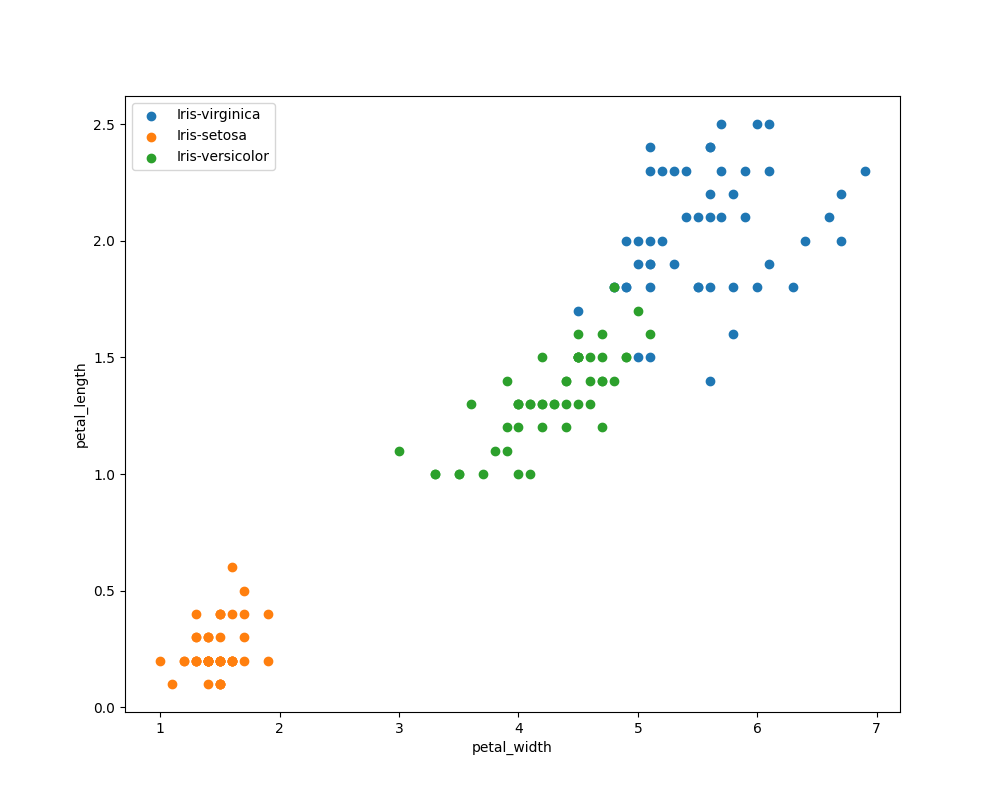 Iris-virginica
Iris-setosa
Iris-versicolor
2.5
2.0
1.5
1.0
0.5
0.0
petal_length
1 2 3 4 5 6 7
petal_width